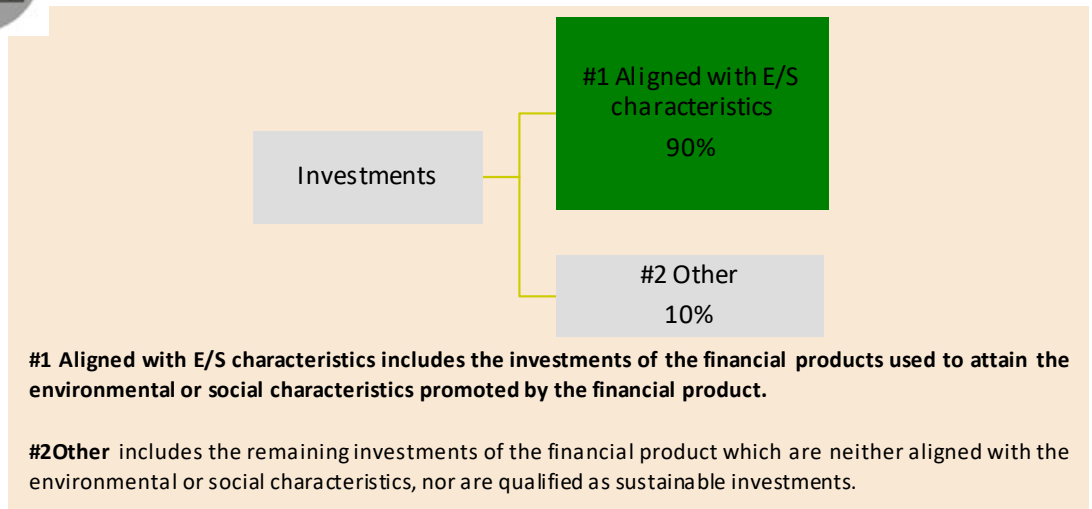 #1 Aligned with E/S
characteristics
90%
Investments
#2 Other
10%
#1 Aligned with E/S characteristics includes the investments of the financial products used to attain the
environmental or social characteristics promoted by the financial product.
#2Other includes the remaining investments of the financial product which are neither aligned with the
environmental or social characteristics, nor are qualified as sustainable investments.